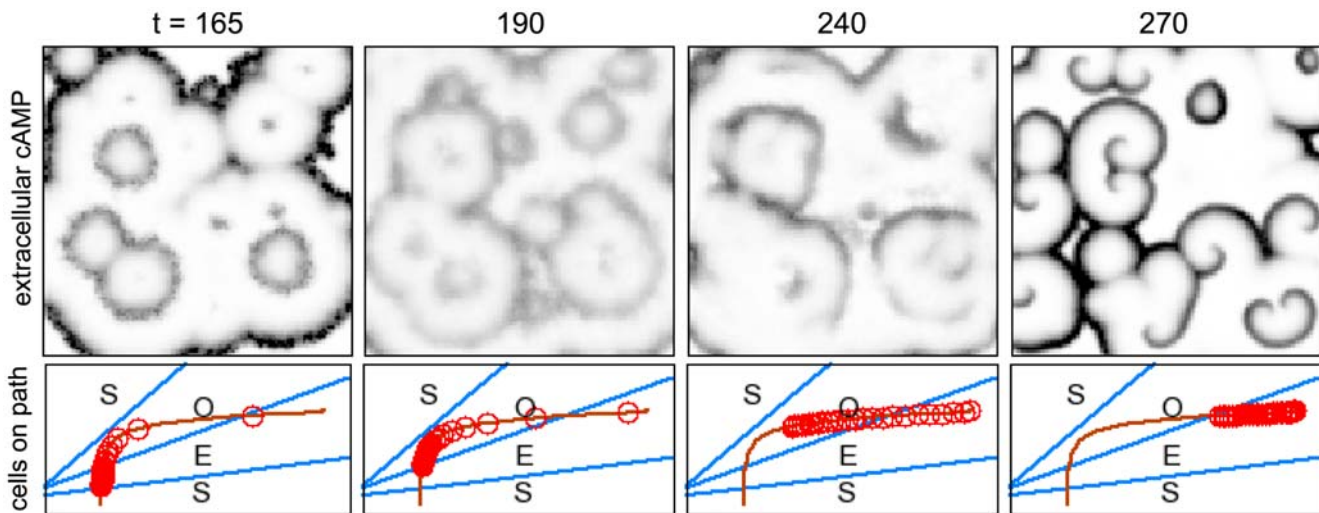 t = 165 190 240 270
extracellular cAMP
cells on path
S O E S
S O E S
S O E S
S O E S